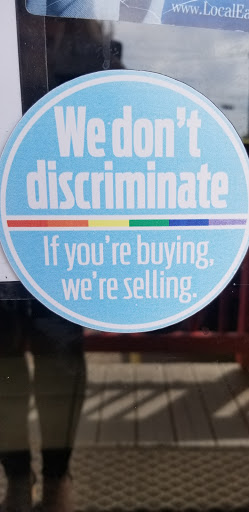 www.LocalEa
We don't
discriminate
If you're buying,
we're selling.